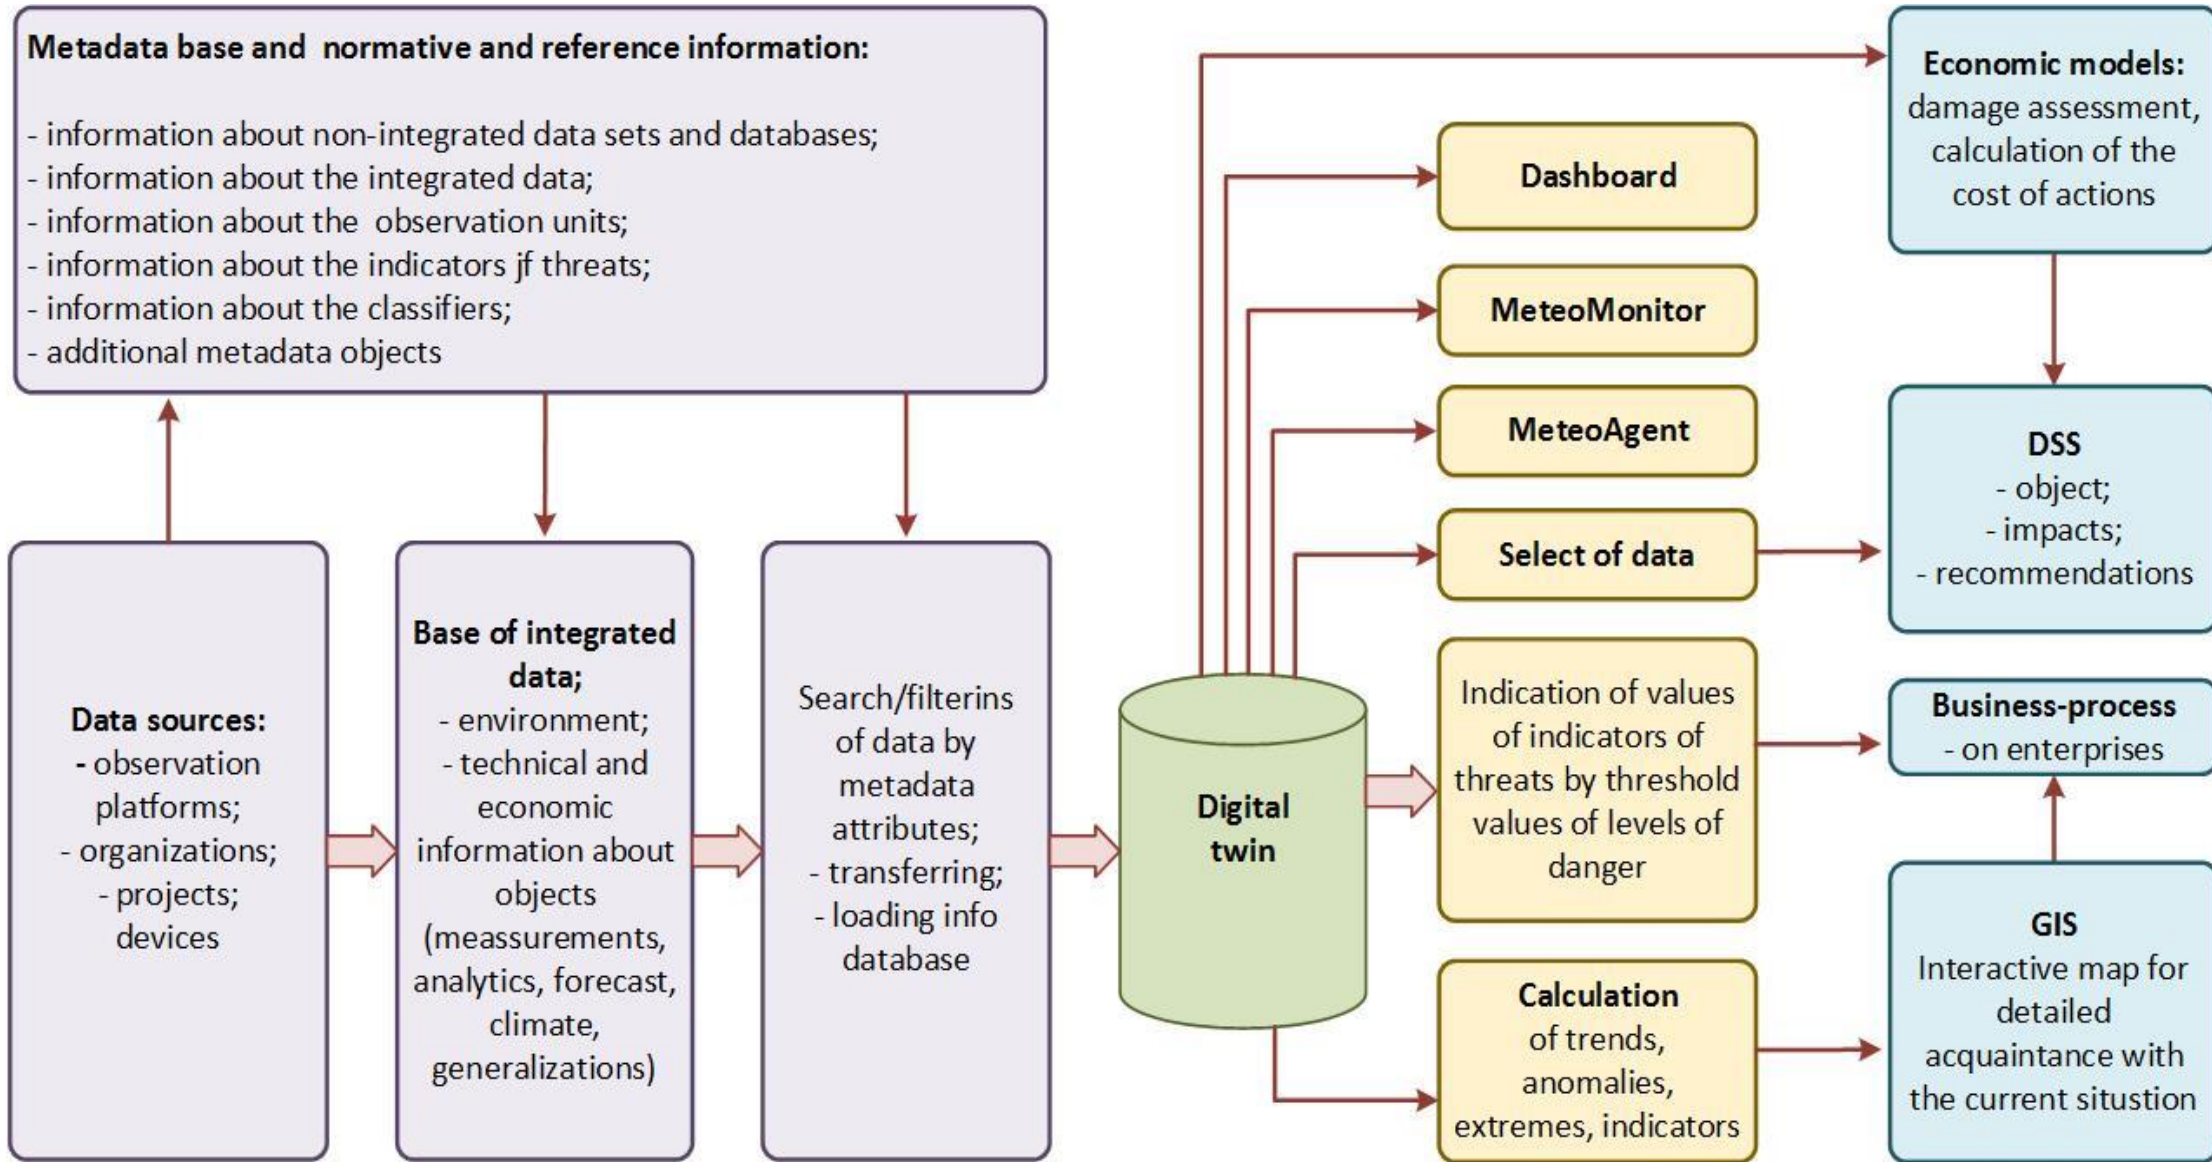 Metadata base and normative and reference information:
- information about non-integrated data sets and databases;
- information about the integrated data;
- information about the observation units;
- information about the indicators jf threats;
- information about the classifiers;
- additional metadata objects
Data sources:
- observation
platforms;
- organizations;
- projects;
devices
Base of integrated
data;
- environment;
- technical and
economic
information about
objects
(meassurements,
analytics, forecast,
climate,
generalizations)
Search/filterins
of data by
metadata
attributes;
- transferring;
- loading info
database
Digital
twin
Dashboard
MeteoMonitor
MeteoAgent
Select of data
Indication of values
of indicators of
threats by threshold
values of levels of
danger
Calculation
of trends,
anomalies,
extremes, indicators
Economic models:
damage assessment,
calculation of the
cost of actions
DSS
- object;
- impacts;
- recommendations
Business-process
- on enterprises
GIS
Interactive map for
detailed
acquaintance with
the current situstion